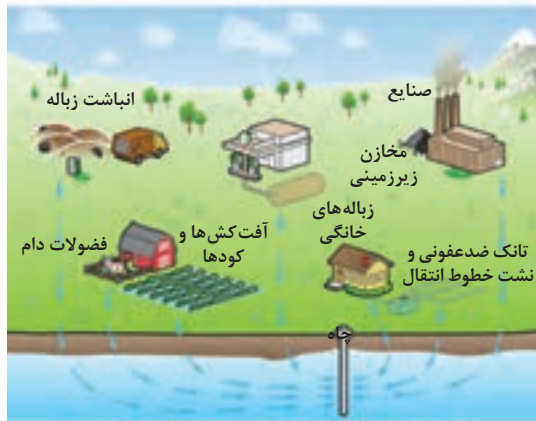 صنایع
انباشت زباله
مخازن
زیرزمینی
زباله‌های
خانگی
آفت‌کش‌ها و
کودها
فضولات دام
تانک ضدعفونی و
نشت خطوط انتقال
چاه